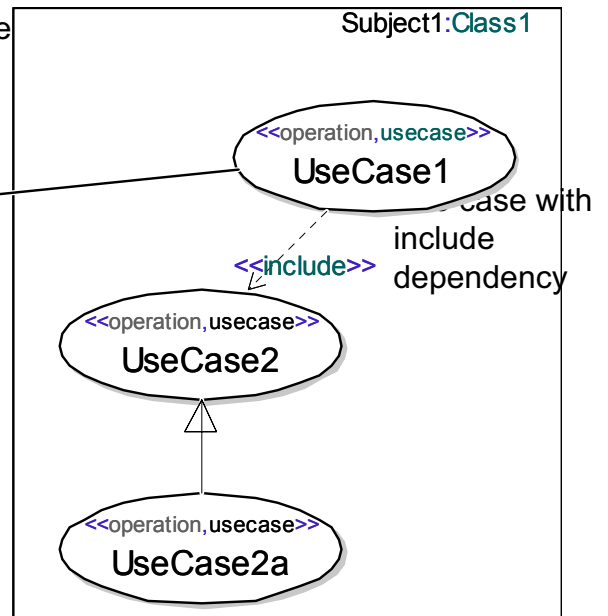 e
Subject1:Class1
<<operation,usecase>>
UseCase1
case with
include
dependency
<<include>>
<<operation,usecase>>
UseCase2
<<operation,usecase>>
UseCase2a